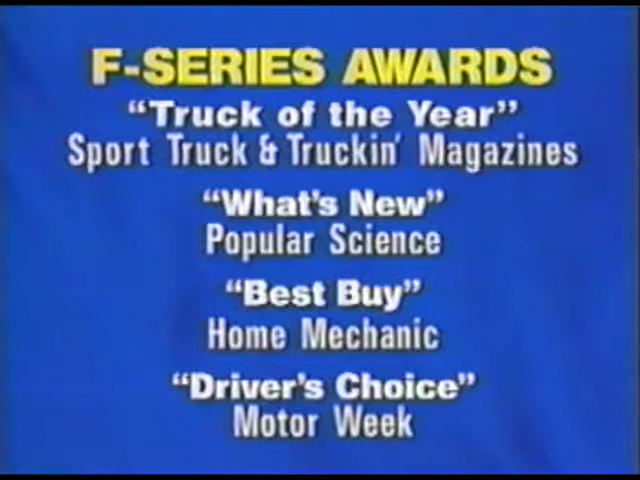 F-SERIES AWARDS
“Truck of the Year”
Sport Truck & Truckin' Magazines
“What's New”
Popular Science
“Best Buy”
Home Mechanic
“Driver's Choice”
Motor Week